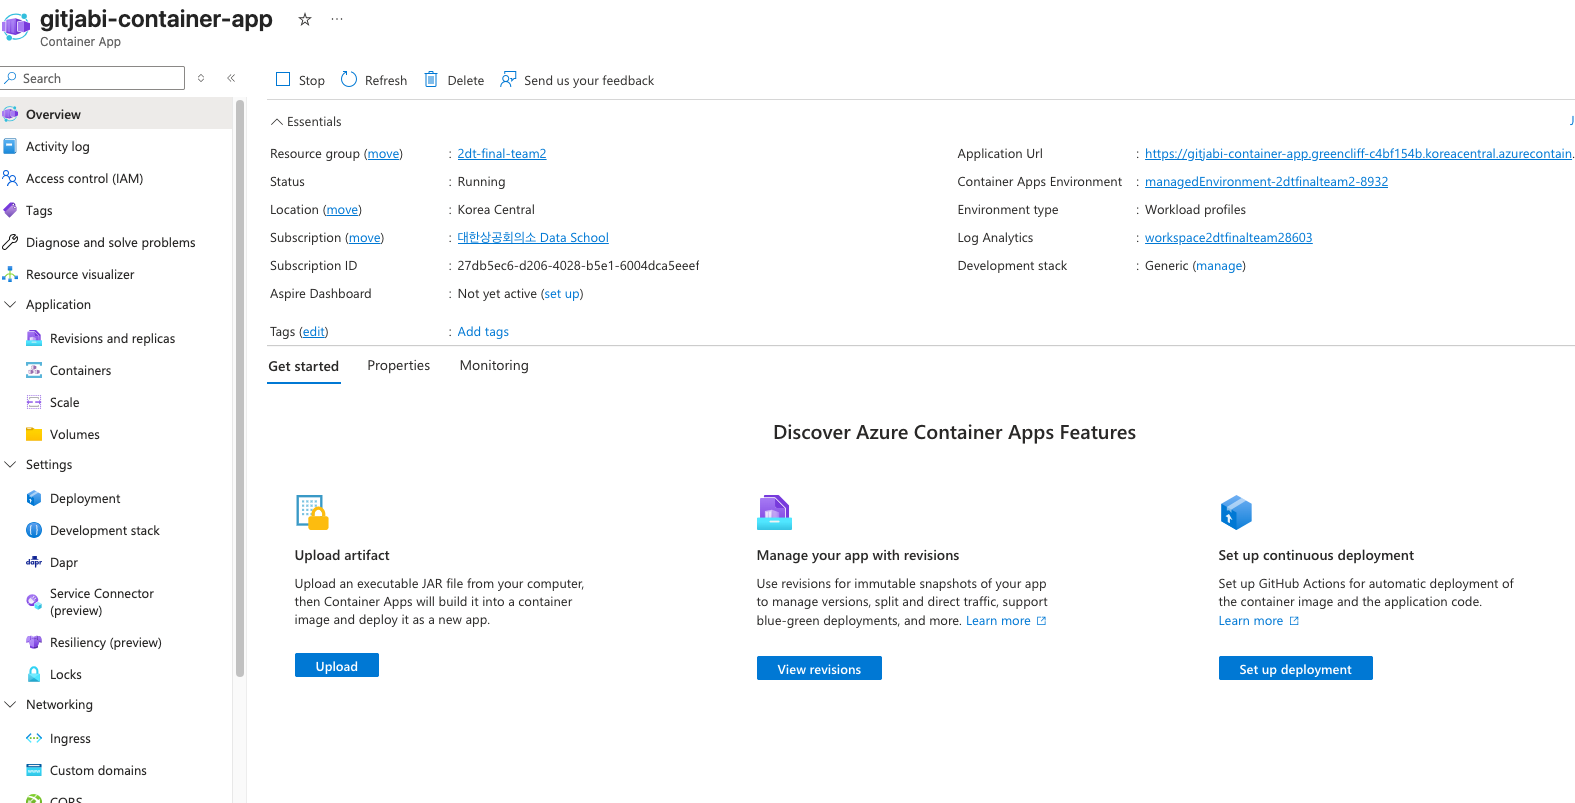 gitjabi-container-app
Container App
Search
Stop
Refresh
Delete
Send us your feedback
Overview
Activity log
Access control (IAM)
Tags
Diagnose and solve problems
Resource visualizer
Application
Revisions and replicas
Containers
Scale
Volumes
Settings
Deployment
Development stack
Dapr
Service Connector
(preview)
Resiliency (preview)
Locks
Networking
Ingress
Custom domains
CORS
Essentials
J
Resource group (move) : 2dt-final-team2
Status : Running
Location (move) : Korea Central
Subscription (move) : 대한상공회의소 Data School
Subscription ID : 27db5ec6-d206-4028-b5e1-6004dca5eeef
Aspire Dashboard : Not yet active (set up)
Tags (edit) : Add tags
Application Url : https://gitjabi-container-app.greencliff-c4bf154b.koreacentral.azurecontain.
Container Apps Environment : managedEnvironment-2dtfinalteam2-8932
Environment type : Workload profiles
Log Analytics : workspace2dtfinalteam28603
Development stack : Generic (manage)
Get started
Properties
Monitoring
Discover Azure Container Apps Features
Upload artifact
Upload an executable JAR file from your computer,
then Container Apps will build it into a container
image and deploy it as a new app.
Upload
Manage your app with revisions
Use revisions for immutable snapshots of your app
to manage versions, split and direct traffic, support
blue-green deployments, and more. Learn more
View revisions
Set up continuous deployment
Set up GitHub Actions for automatic deployment of
the container image and the application code.
Learn more
Set up deployment